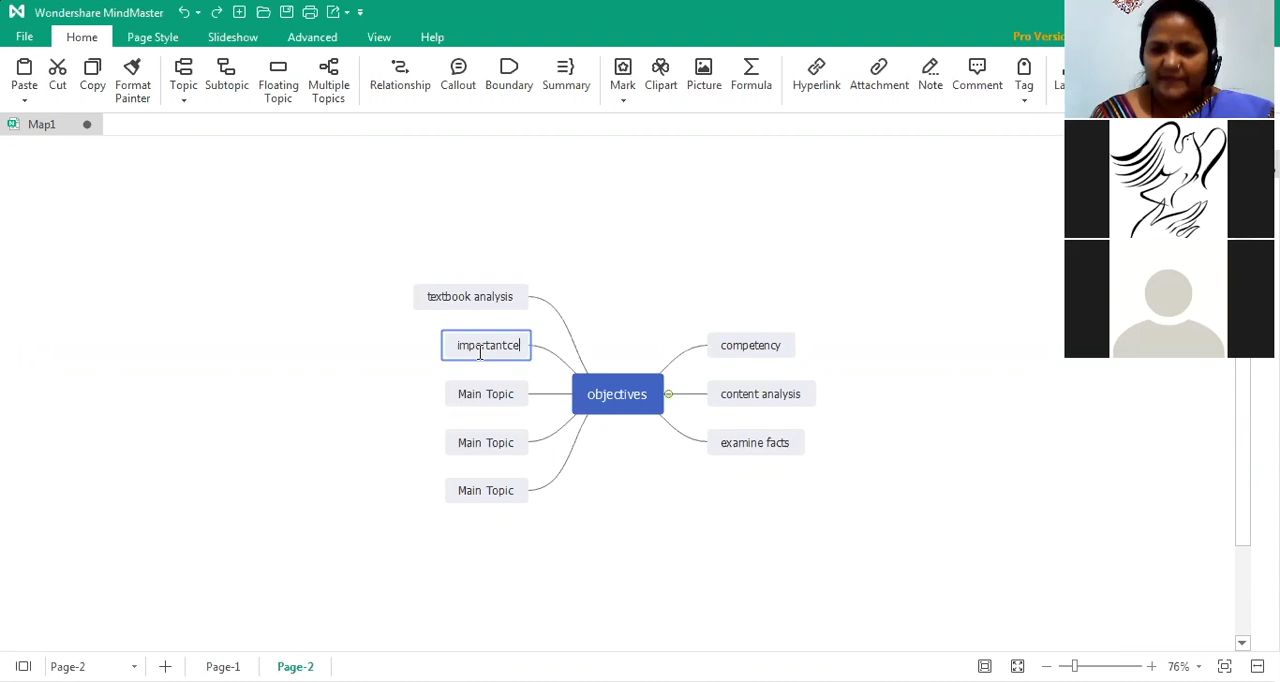 Wondershare MindMaster
File
Home
Page Style
Slideshow
Advanced
View
Help
Pro
Paste
Cut
Copy
Format
Painter
Topic
Subtopic
Floating
Topic
Multiple
Topics
Relationship
Callout
Boundary
Summary
Mark
Clipart
Picture
Formula
Hyperlink
Attachment
Note
Comment
Tag
Map1
textbook analysis
importantce
Main Topic
Main Topic
Main Topic
objectives
competency
content analysis
examine facts
Page-2
Page-1
Page-2
76%